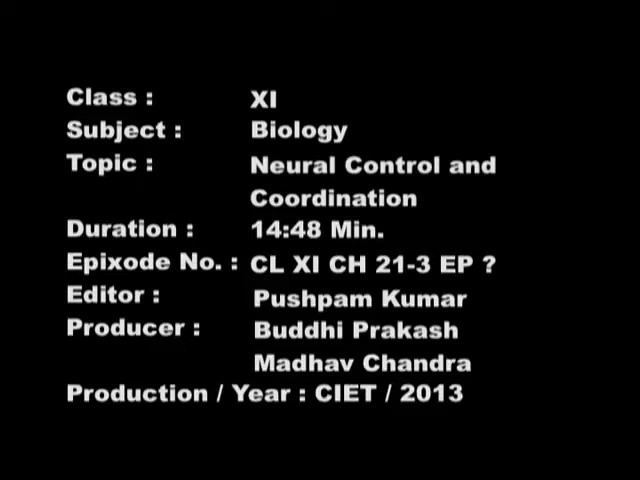 Class : XI
Subject : Biology
Topic : Neural Control and
Coordination
Duration : 14:48 Min.
Epixode No. : CL XI CH 21-3 EP ?
Editor : Pushpam Kumar
Producer : Buddhi Prakash
Madhav Chandra
Production / Year : CIET / 2013